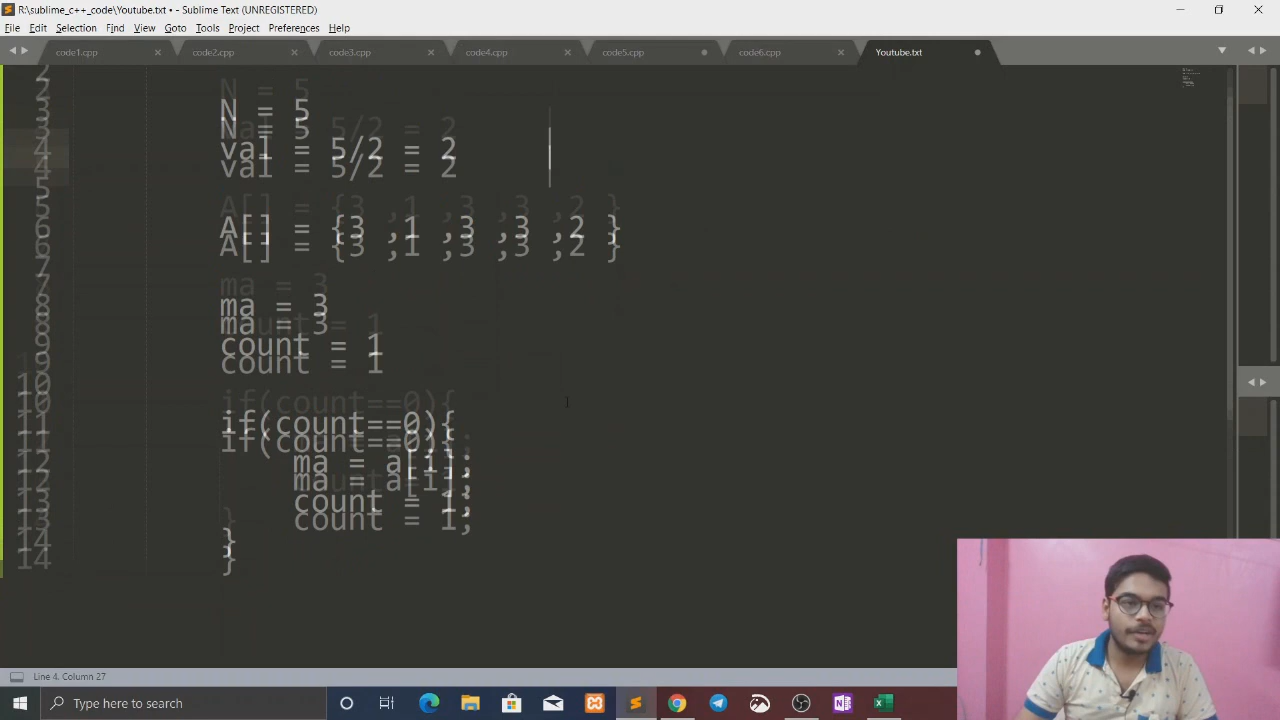 R:\sublime_c++_code\Youtube.txt • - Sublime Text (UNREGISTERED)
File Edit Selection Find View Goto Tools Project Preferences Help
code1.cpp code2.cpp code3.cpp code4.cpp code5.cpp code6.cpp Youtube.txt
N = 5
val = 5/2 = 2
A[] = {3 ,1 ,3 ,3 ,2 }
ma = 3
count = 1
if(count==0){
ma = a[i];
count = 1;
}
Line 4, Column 27
Type here to search